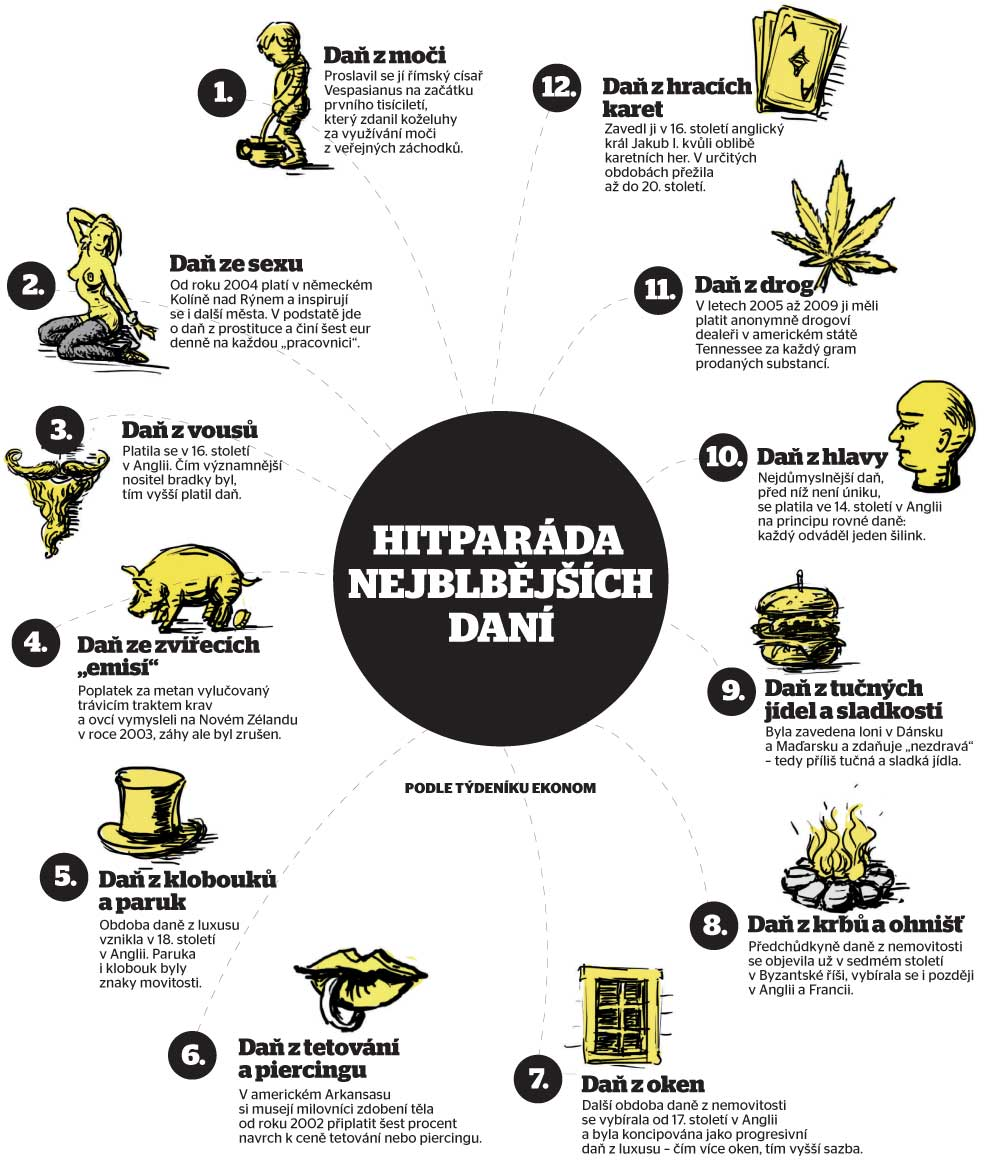 HITPARÁDA
NEJBLBĚJŠÍCH
DANÍ
PODLE TÝDENÍKU EKONOM
1.
Daň z moči
Proslavil se jí římský císař
Vespasianus na začátku
prvního tisíciletí,
který zdanil koželuhy
za využívání moči
z veřejných záchodků.
2.
Daň ze sexu
Od roku 2004 platí v německém
Kolíně nad Rýnem a inspirují
se i další města. V podstatě jde
o daň z prostituce a činí šest eur
denně na každou „pracovnici“.
3.
Daň z vousů
Platila se v 16. století
v Anglii. Čím významnější
nositel bradky byl,
tím vyšší platil daň.
4.
Daň ze zvířecích
„emisí“
Poplatek za metan vylučovaný
trávicím traktem krav
a ovcí vymysleli na Novém Zélandu
v roce 2003, záhy ale byl zrušen.
5.
Daň z klobouků
a paruk
Obdoba daně z luxusu
vznikla v 18. století
v Anglii. Paruka
i klobouk byly
znaky movitosti.
6.
Daň z tetování
a piercingu
V americkém Arkansasu
si musejí milovníci zdobení těla
od roku 2002 připlatit šest procent
navrch k ceně tetování nebo piercingu.
7.
Daň z oken
Další obdoba daně z nemovitosti
se vybírala od 17. století v Anglii
a byla koncipována jako progresivní
daň z luxusu – čím více oken, tím vyšší sazba.
8.
Daň z krbů a ohnišť
Předchůdkyně daně z nemovitosti
se objevila už v sedmém století
v Byzantské říši, vybírala se i později
v Anglii a Francii.
9.
Daň z tučných
jídel a sladkostí
Byla zavedena loni v Dánsku
a Maďarsku a zdaňuje „nezdravá“
– tedy příliš tučná a sladká jídla.
10.
Daň z hlavy
Nejdůmyslnější daň,
před níž není úniku,
se platila ve 14. století v Anglii
na principu rovné daně:
každý odváděl jeden šilink.
11.
Daň z drog
V letech 2005 až 2009 ji měli
platit anonymně drogoví
dealeři v americkém státě
Tennessee za každý gram
prodaných substancí.
12.
Daň z hracích
karet
Zavedl ji v 16. století anglický
král Jakub I. kvůli oblibě
karetních her. V určitých
obdobách přežila
až do 20. století.
A
A